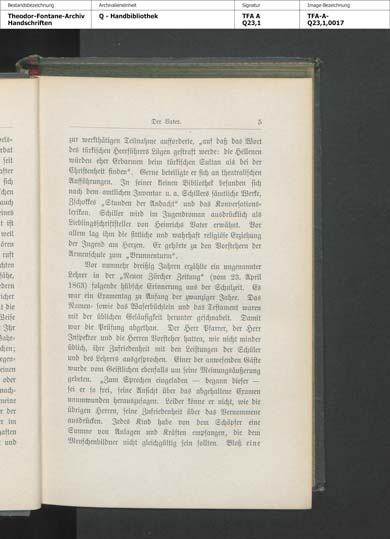 Bestandsbezeichnung
Theodor-Fontane-Archiv
Handschriften
Archivalieneinheit
Q - Handbibliothek
Signatur
TFA A
Q23,1
Image-Bezeichnung
TFA-A-
Q23,1,0017
Der Vater. 5
zur werkthätigen Teilnahme aufforderte, „auf daß das Wort
des türkischen Heerführers Lügen gestraft werde: die Hellenen
würden eher Erbarmen beim türkischen Sultan als bei der
Christenheit finden“. Gerne beteiligte er sich an theatralischen
Aufführungen. In seiner kleinen Bibliothek befanden sich
nach dem amtlichen Inventar u. a. Schillers sämtliche Werke,
Zschokkes „Stunden der Andacht“ und das Konversations-
lexikon. Schiller wird im Jugendroman ausdrücklich als
Lieblingsschriftsteller von Heinrichs Vater erwähnt. Vor
allem lag ihm die sittliche und wahrhaft religiöse Erziehung
der Jugend am Herzen. Er gehörte zu den Vorstehern der
Armenschule zum „Brunnenturm“.
Vor nunmehr dreißig Jahren erzählte ein ungenannter
Lehrer in der „Neuen Zürcher Zeitung“ (vom 23. April
1863) folgende hübsche Erinnerung aus der Schulzeit. Es
war ein Examentag zu Anfang der zwanziger Jahre. Das
Namen- sowie das Waserbüchlein und das Testament waren
mit der üblichen Geläufigkeit herunter geschnabelt. Damit
war die Prüfung abgethan. Der Herr Pfarrer, der Herr
Inspektor und die Herren Vorsteher hatten, wie nicht minder
üblich, ihre Zufriedenheit mit den Leistungen der Schüler
und des Lehrers ausgesprochen. Einer der anwesenden Gäste
wurde vom Geistlichen ebenfalls um seine Meinungsäußerung
gebeten. „Zum Sprechen eingeladen — begann dieser —
sei er so frei, seine Ansicht über das abgehaltene Examen
unumwunden herauszusagen. Leider könne er nicht, wie die
übrigen Herren, seine Zufriedenheit über das Vernommene
ausdrücken. Jedes Kind habe von dem Schöpfer eine
Summe von Anlagen und Kräften empfangen, die dem
Menschenbildner nicht gleichgültig sein sollten. Bloß eine